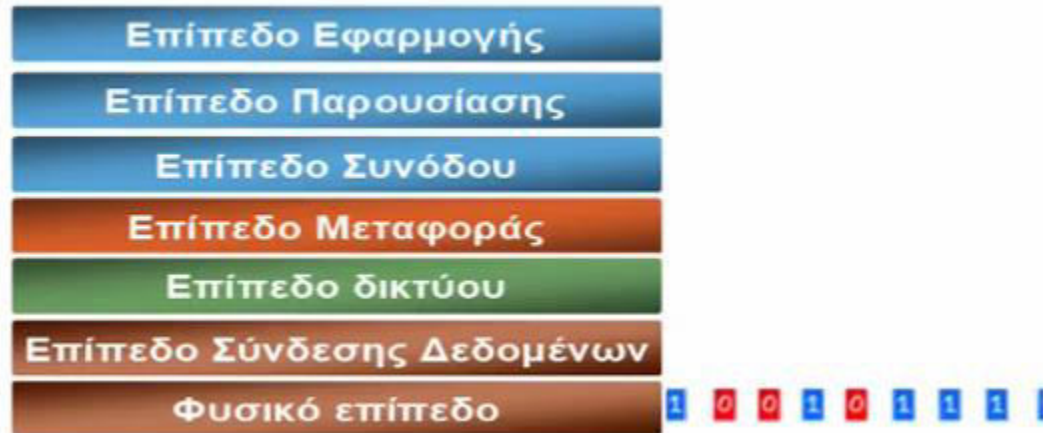 Επίπεδο Εφαρμογής
Επίπεδο Παρουσίασης
Επίπεδο Συνόδου
Επίπεδο Μεταφοράς
Επίπεδο δικτύου
Επίπεδο Σύνδεσης Δεδομένων
Φυσικό επίπεδο 1 0 0 1 0 1 1 1